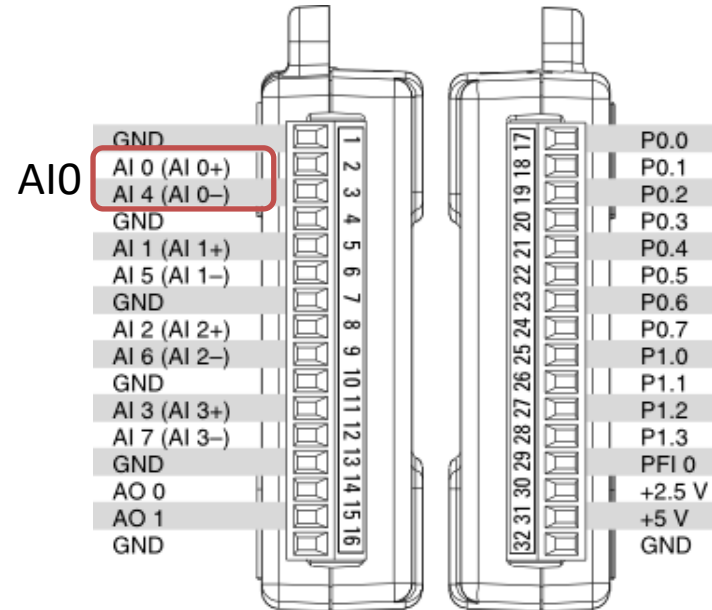 AI0
GND 1
AI 0 (AI 0+) 2
AI 4 (AI 0–) 3
GND 4
AI 1 (AI 1+) 5
AI 5 (AI 1–) 6
GND 7
AI 2 (AI 2+) 8
AI 6 (AI 2–) 9
GND 10
AI 3 (AI 3+) 11
AI 7 (AI 3–) 12
GND 13
AO 0 14
AO 1 15
GND 16
17 P0.0
18 P0.1
19 P0.2
20 P0.3
21 P0.4
22 P0.5
23 P0.6
24 P0.7
25 P1.0
26 P1.1
27 P1.2
28 P1.3
29 PFI 0
30 +2.5 V
31 +5 V
32 GND